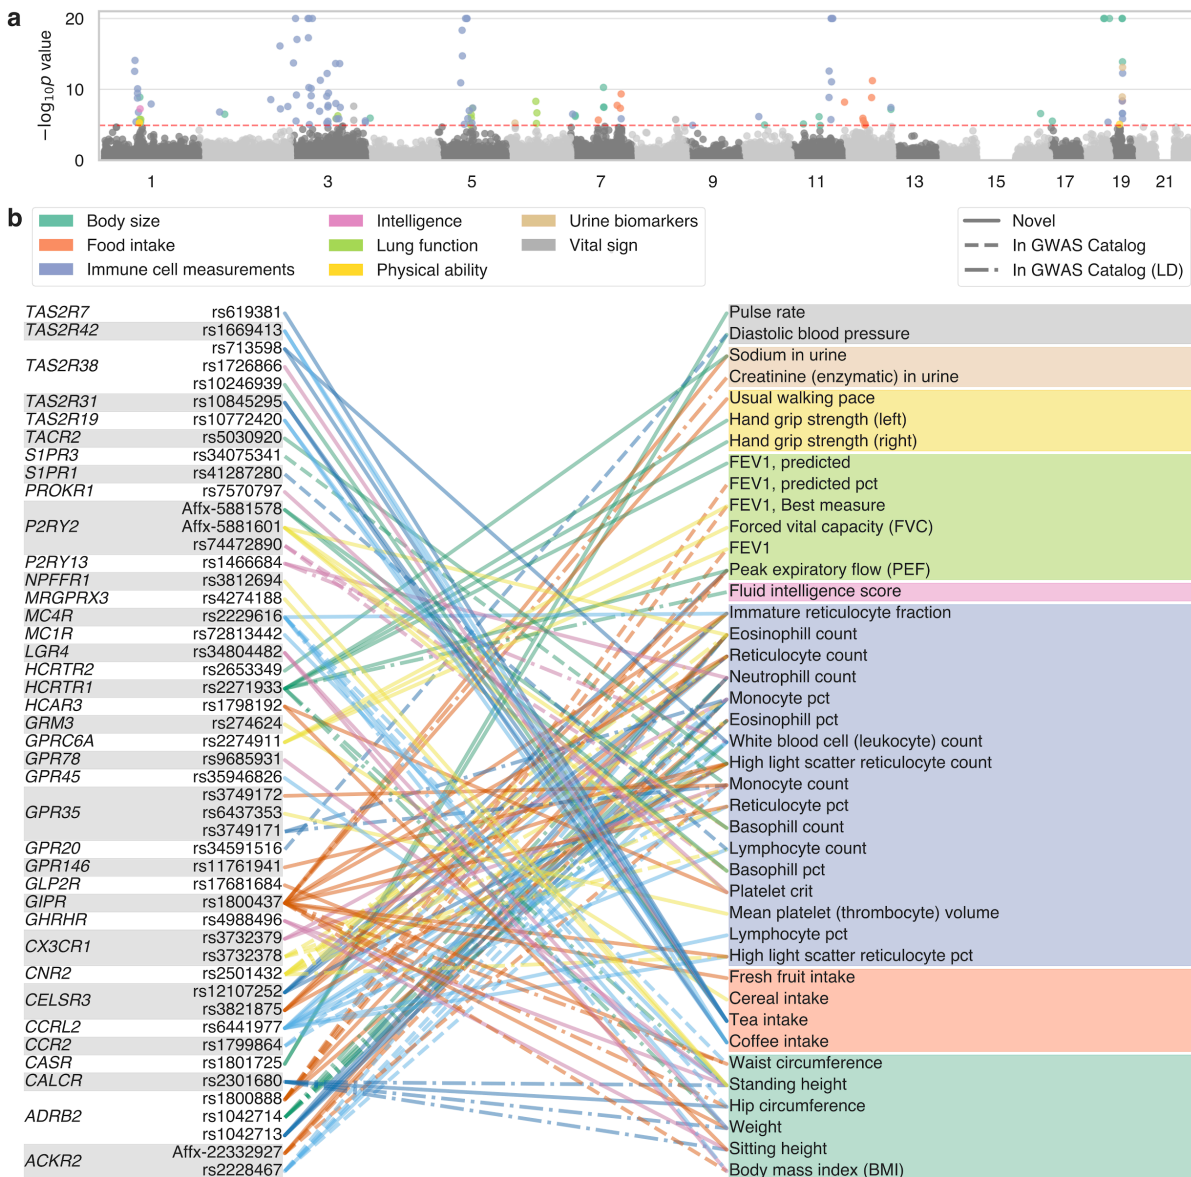 a
20
10
0
−log10p value
1
3
5
7
9
11
13
15
17
19
21
b
Body size
Food intake
Immune cell measurements
Intelligence
Lung function
Physical ability
Urine biomarkers
Vital sign
Novel
In GWAS Catalog
In GWAS Catalog (LD)
TAS2R7 rs619381
TAS2R42 rs1669413
rs713598
TAS2R38 rs1726866
rs10246939
TAS2R31 rs10845295
TAS2R19 rs10772420
TACR2 rs5030920
S1PR3 rs34075341
S1PR1 rs41287280
PROKR1 rs7570797
Affx-5881578
P2RY2 Affx-5881601
rs74472890
P2RY13 rs1466684
NPFFR1 rs3812694
MRGPRX3 rs4274188
MC4R rs2229616
MC1R rs72813442
LGR4 rs34804482
HCRTR2 rs2653349
HCRTR1 rs2271933
HCAR3 rs1798192
GRM3 rs274624
GPRC6A rs2274911
GPR78 rs9685931
GPR45 rs35946826
rs3749172
GPR35 rs6437353
rs3749171
GPR20 rs34591516
GPR146 rs11761941
GLP2R rs17681684
GIPR rs1800437
GHRHR rs4988496
CX3CR1 rs3732379
rs3732378
CNR2 rs2501432
CELSR3 rs12107252
rs3821875
CCRL2 rs6441977
CCR2 rs1799864
CASR rs1801725
CALCR rs2301680
rs1800888
ADRB2 rs1042714
rs1042713
ACKR2 Affx-22332927
rs2228467
Pulse rate
Diastolic blood pressure
Sodium in urine
Creatinine (enzymatic) in urine
Usual walking pace
Hand grip strength (left)
Hand grip strength (right)
FEV1, predicted
FEV1, predicted pct
FEV1, Best measure
Forced vital capacity (FVC)
FEV1
Peak expiratory flow (PEF)
Fluid intelligence score
Immature reticulocyte fraction
Eosinophill count
Reticulocyte count
Neutrophill count
Monocyte pct
Eosinophill pct
White blood cell (leukocyte) count
High light scatter reticulocyte count
Monocyte count
Reticulocyte pct
Basophill count
Lymphocyte count
Basophill pct
Platelet crit
Mean platelet (thrombocyte) volume
Lymphocyte pct
High light scatter reticulocyte pct
Fresh fruit intake
Cereal intake
Tea intake
Coffee intake
Waist circumference
Standing height
Hip circumference
Weight
Sitting height
Body mass index (BMI)